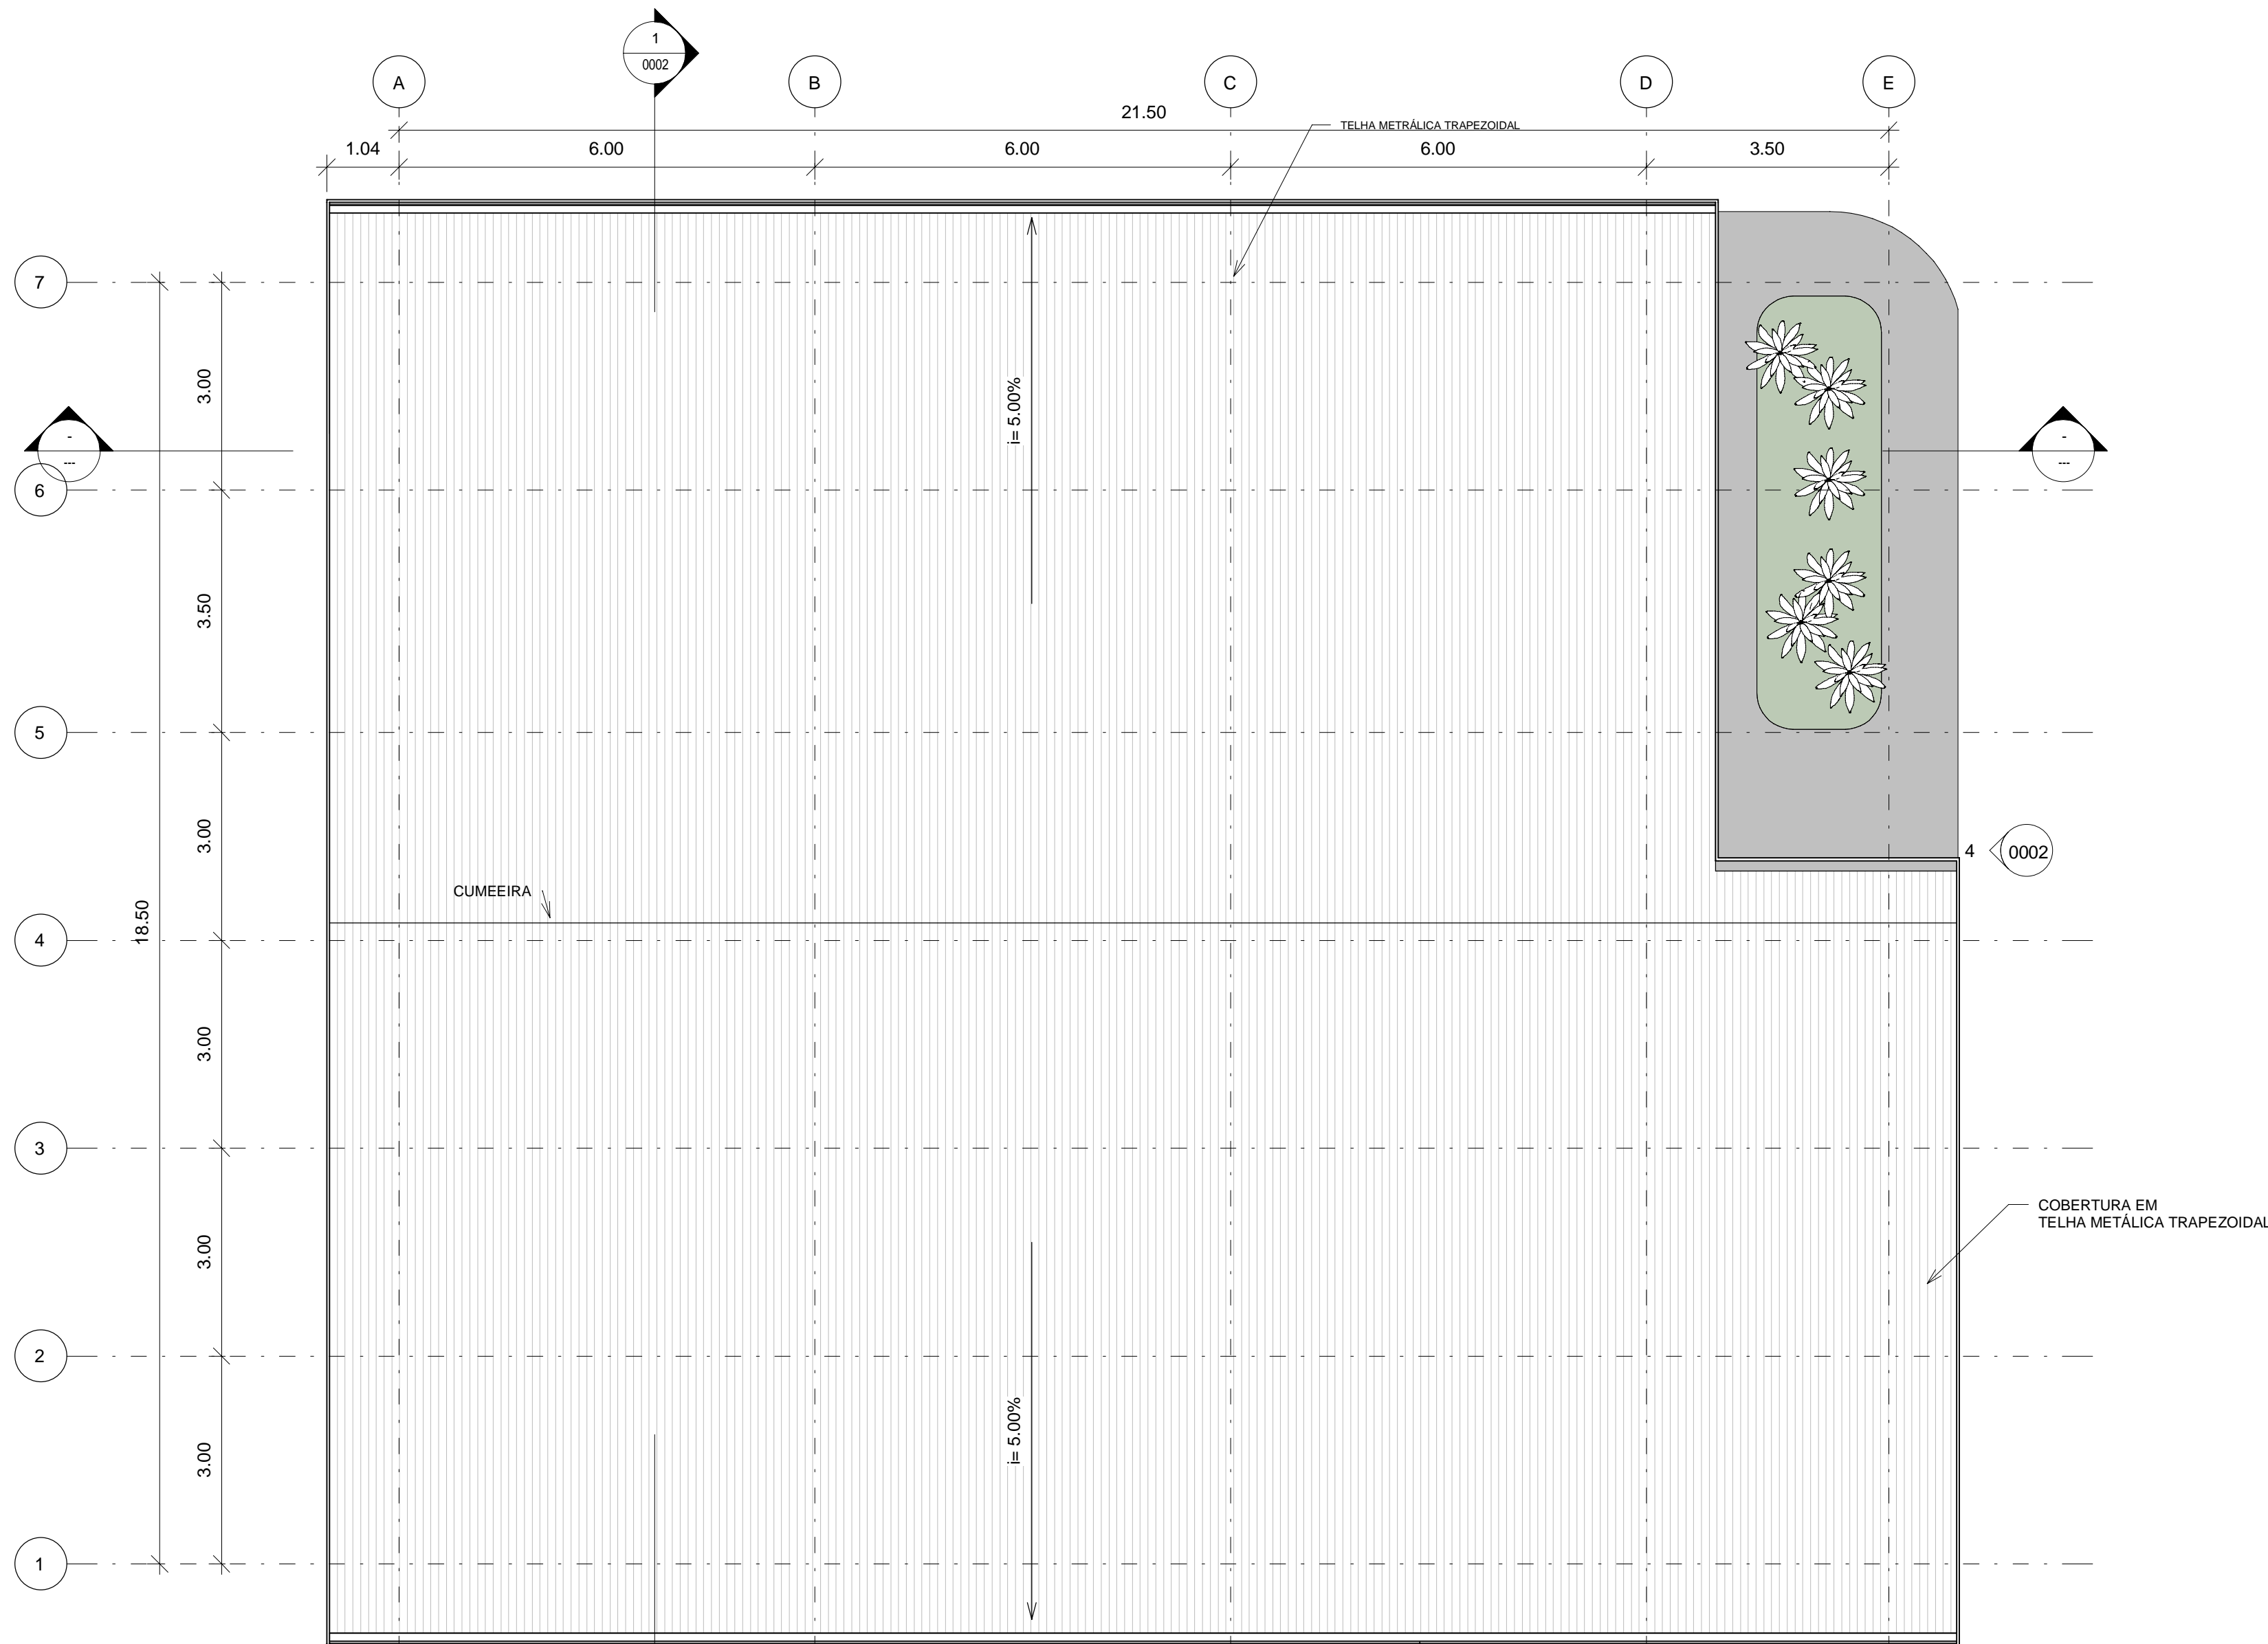 1
0002
A
B
C
D
E
21.50
TELHA METRÁLICA TRAPEZOIDAL
1.04
6.00
6.00
6.00
3.50
7
3.00
i= 5.00%
-
---
-
---
6
3.50
5
3.00
4
0002
CUMEEIRA
18.50
4
3.00
3
COBERTURA EM
TELHA METÁLICA TRAPEZOIDAL
3.00
2
i= 5.00%
3.00
1